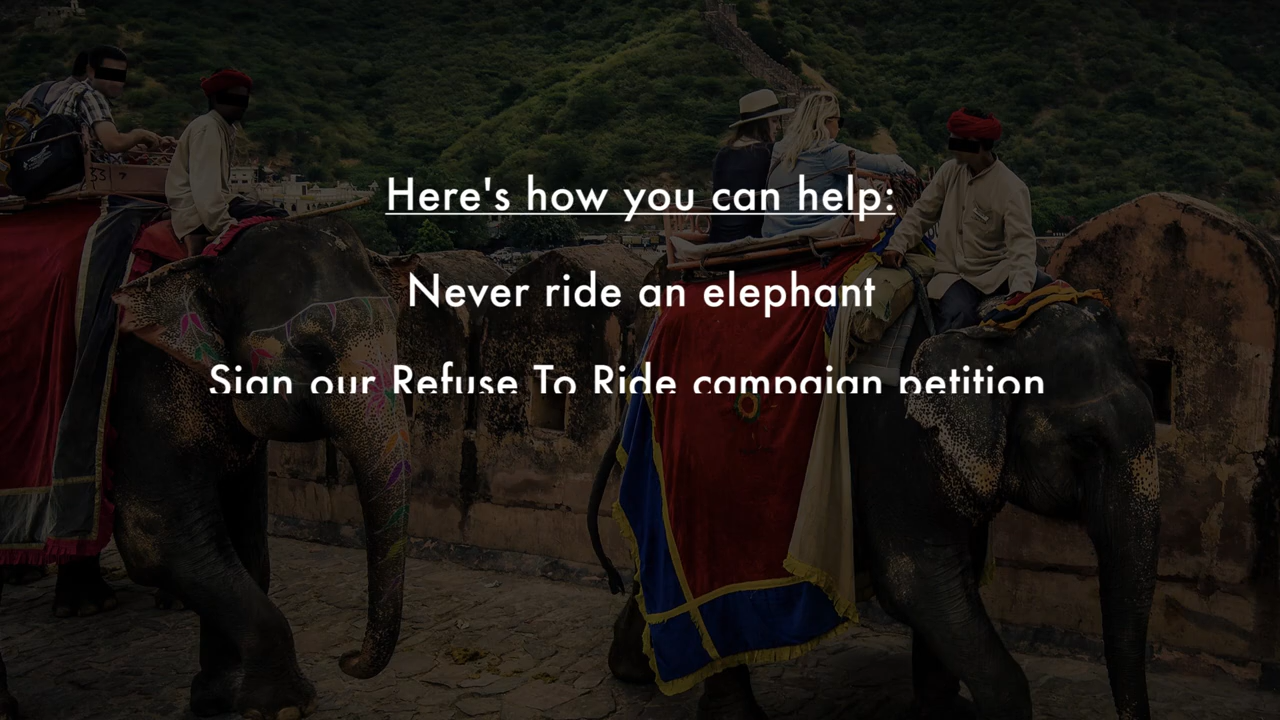 Here's how you can help:
Never ride an elephant
Sign our Refuse To Ride campaign petition